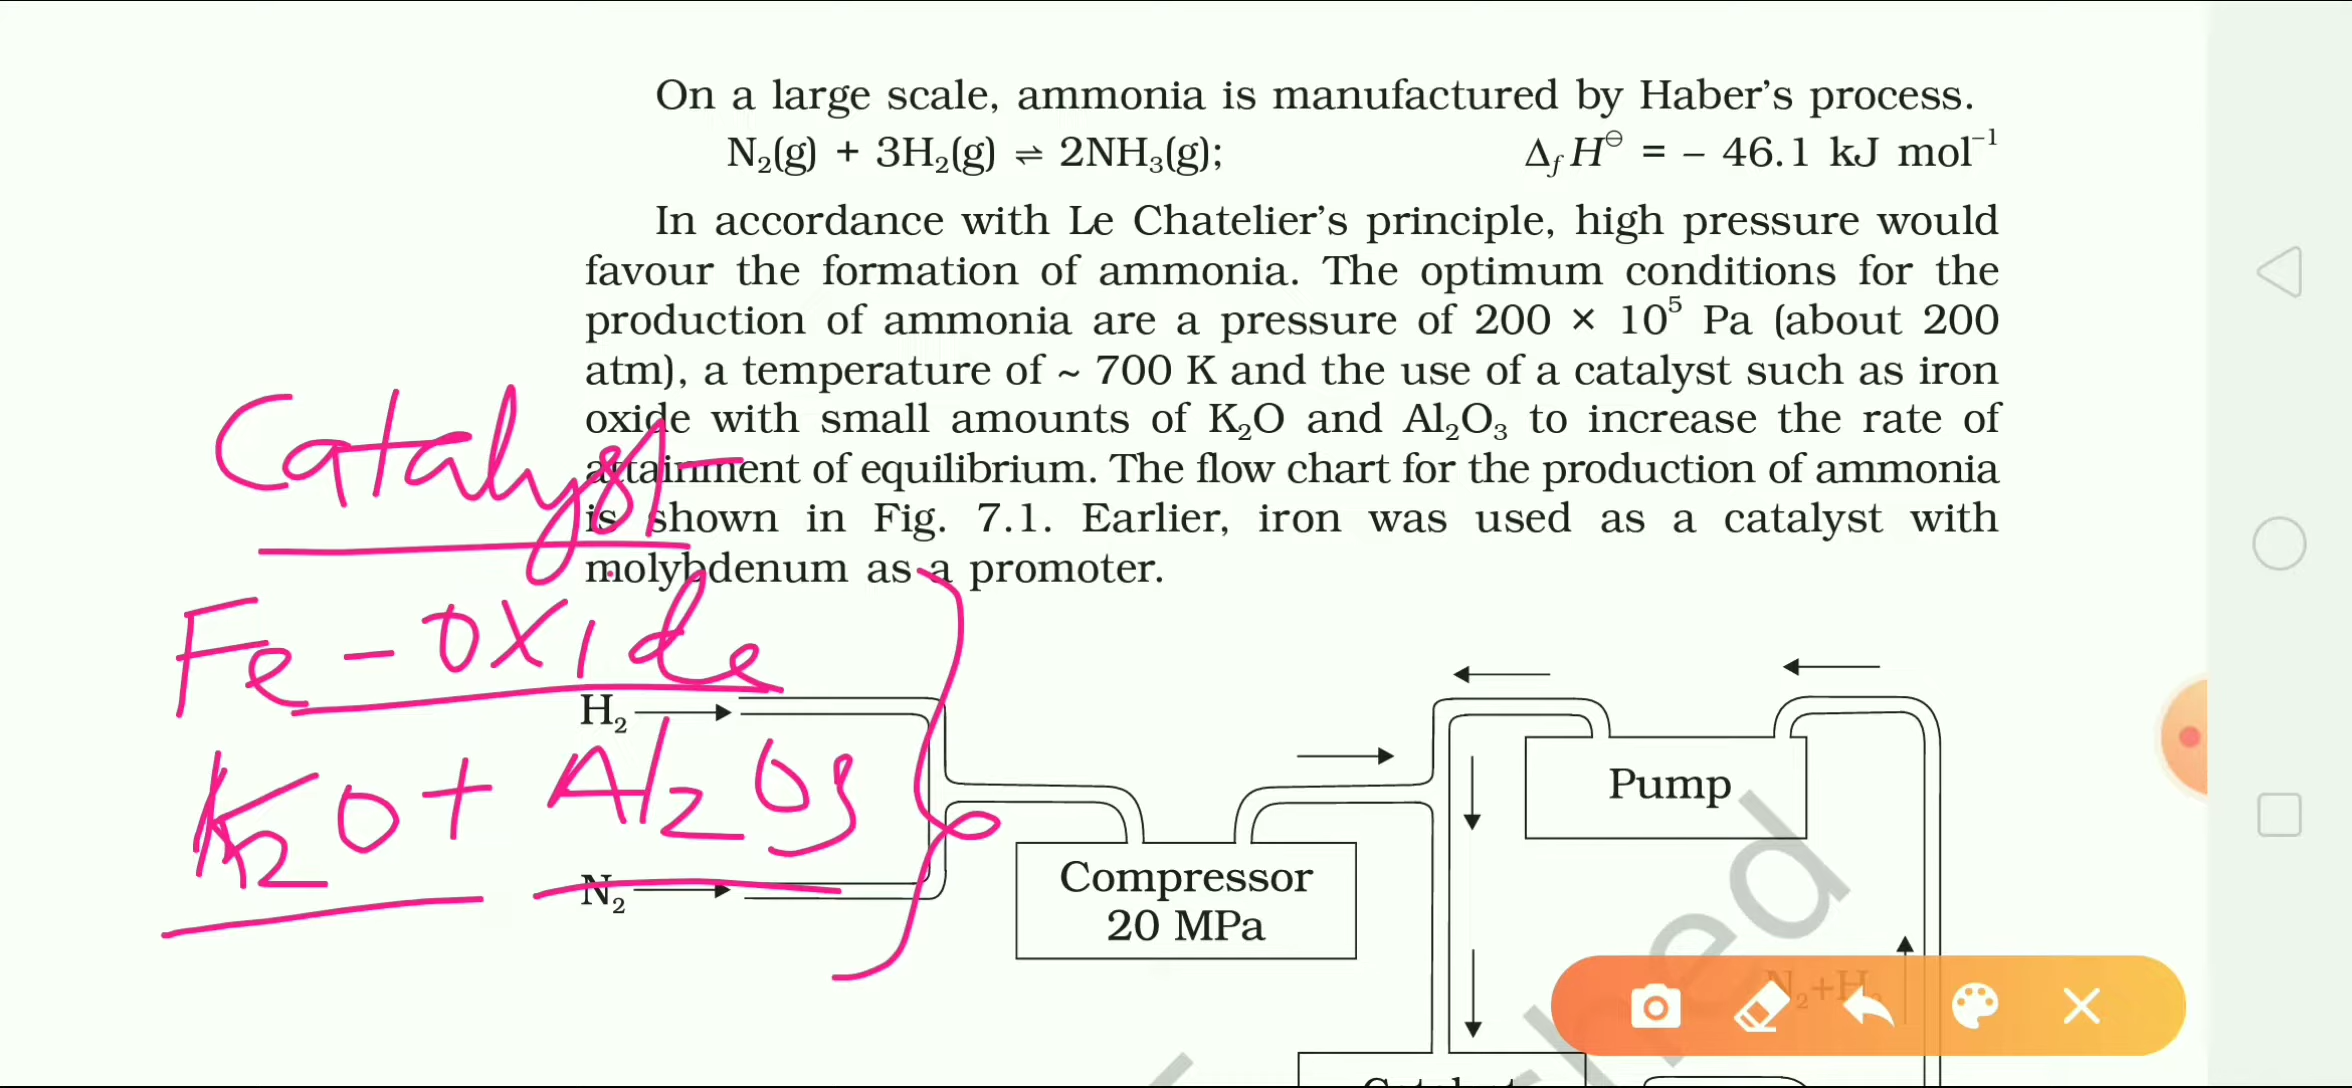 On a large scale, ammonia is manufactured by Haber's process.
N₂(g) + 3H₂(g) ⇌ 2NH₃(g); Δ_f H^⊖ = – 46.1 kJ mol⁻¹
In accordance with Le Chatelier's principle, high pressure would
favour the formation of ammonia. The optimum conditions for the
production of ammonia are a pressure of 200 × 10⁵ Pa (about 200
atm), a temperature of ~ 700 K and the use of a catalyst such as iron
oxide with small amounts of K₂O and Al₂O₃ to increase the rate of
attainment of equilibrium. The flow chart for the production of ammonia
is shown in Fig. 7.1. Earlier, iron was used as a catalyst with
molybdenum as a promoter.
Catalyst
Fe-oxide
K₂O + Al₂O₃
H₂
N₂
Compressor
20 MPa
Pump
N₂+H₂